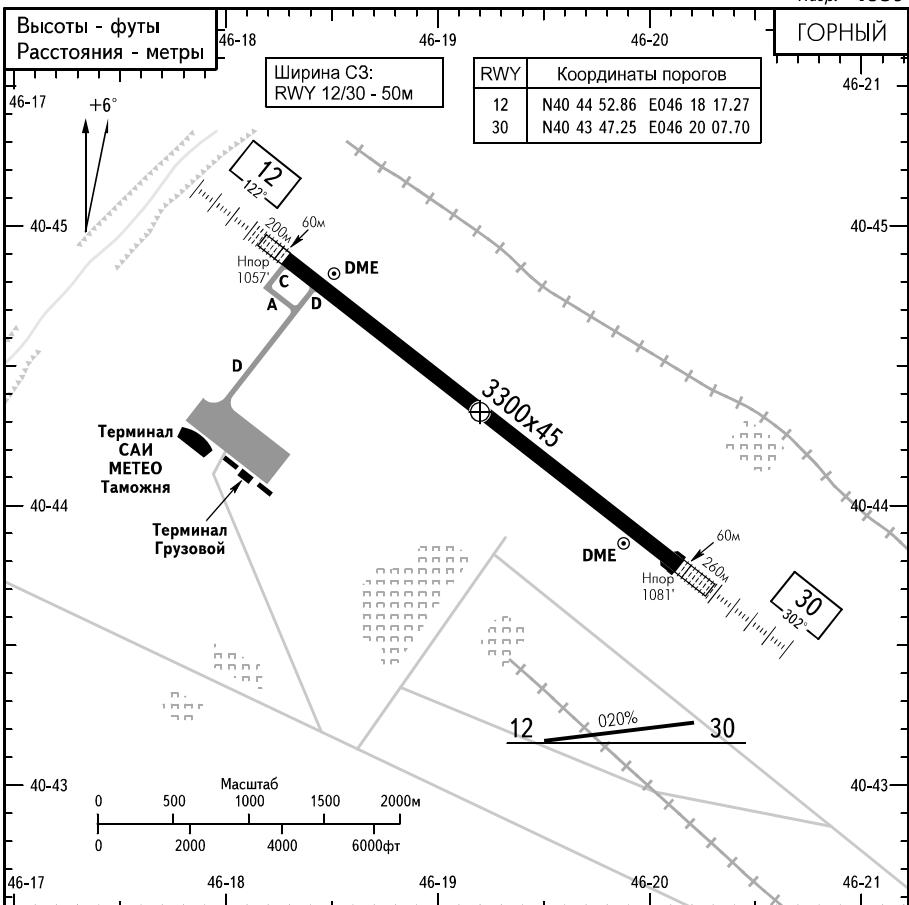 Высоты - футы
Расстояния - метры
ГОРНЫЙ
46-18
46-19
46-20
46-17
46-21
+6°
Ширина СЗ:
RWY 12/30 - 50м
RWY Координаты порогов
12 N40 44 52.86 E046 18 17.27
30 N40 43 47.25 E046 20 07.70
12
122°
200м
60м
40-45
40-45
Hпор
1057'
DME
C
A
D
D
3300x45
Терминал
САИ
МЕТЕО
Таможня
Терминал
Грузовой
40-44
40-44
DME
60м
260м
Hпор
1081'
30
302°
12
020%
30
40-43
40-43
Масштаб
0 500 1000 1500 2000м
0 2000 4000 6000фт
46-17
46-18
46-19
46-20
46-21